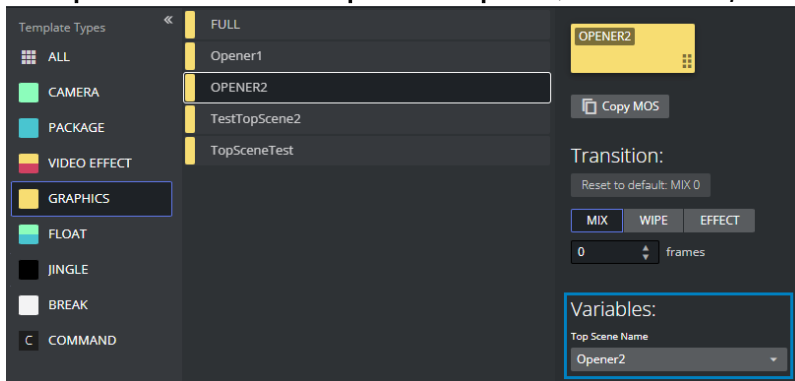 Template Types
«
ALL
CAMERA
PACKAGE
VIDEO EFFECT
GRAPHICS
FLOAT
JINGLE
BREAK
C COMMAND
FULL
Opener1
OPENER2
TestTopScene2
TopSceneTest
OPENER2
Copy MOS
Transition:
Reset to default: MIX 0
MIX WIPE EFFECT
0 frames
Variables:
Top Scene Name
Opener2